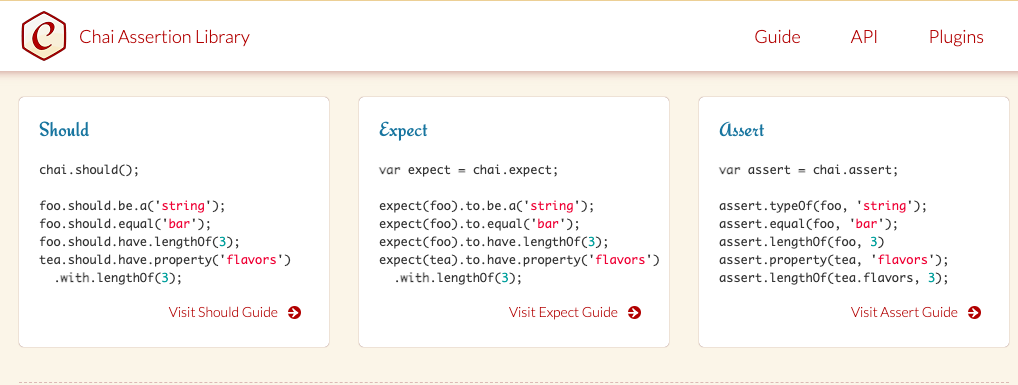 Chai Assertion Library
Guide
API
Plugins
Should
chai.should();
foo.should.be.a('string');
foo.should.equal('bar');
foo.should.have.lengthOf(3);
tea.should.have.property('flavors')
.with.lengthOf(3);
Visit Should Guide
Expect
var expect = chai.expect;
expect(foo).to.be.a('string');
expect(foo).to.equal('bar');
expect(foo).to.have.lengthOf(3);
expect(tea).to.have.property('flavors')
.with.lengthOf(3);
Visit Expect Guide
Assert
var assert = chai.assert;
assert.typeOf(foo, 'string');
assert.equal(foo, 'bar');
assert.lengthOf(foo, 3)
assert.property(tea, 'flavors');
assert.lengthOf(tea.flavors, 3);
Visit Assert Guide